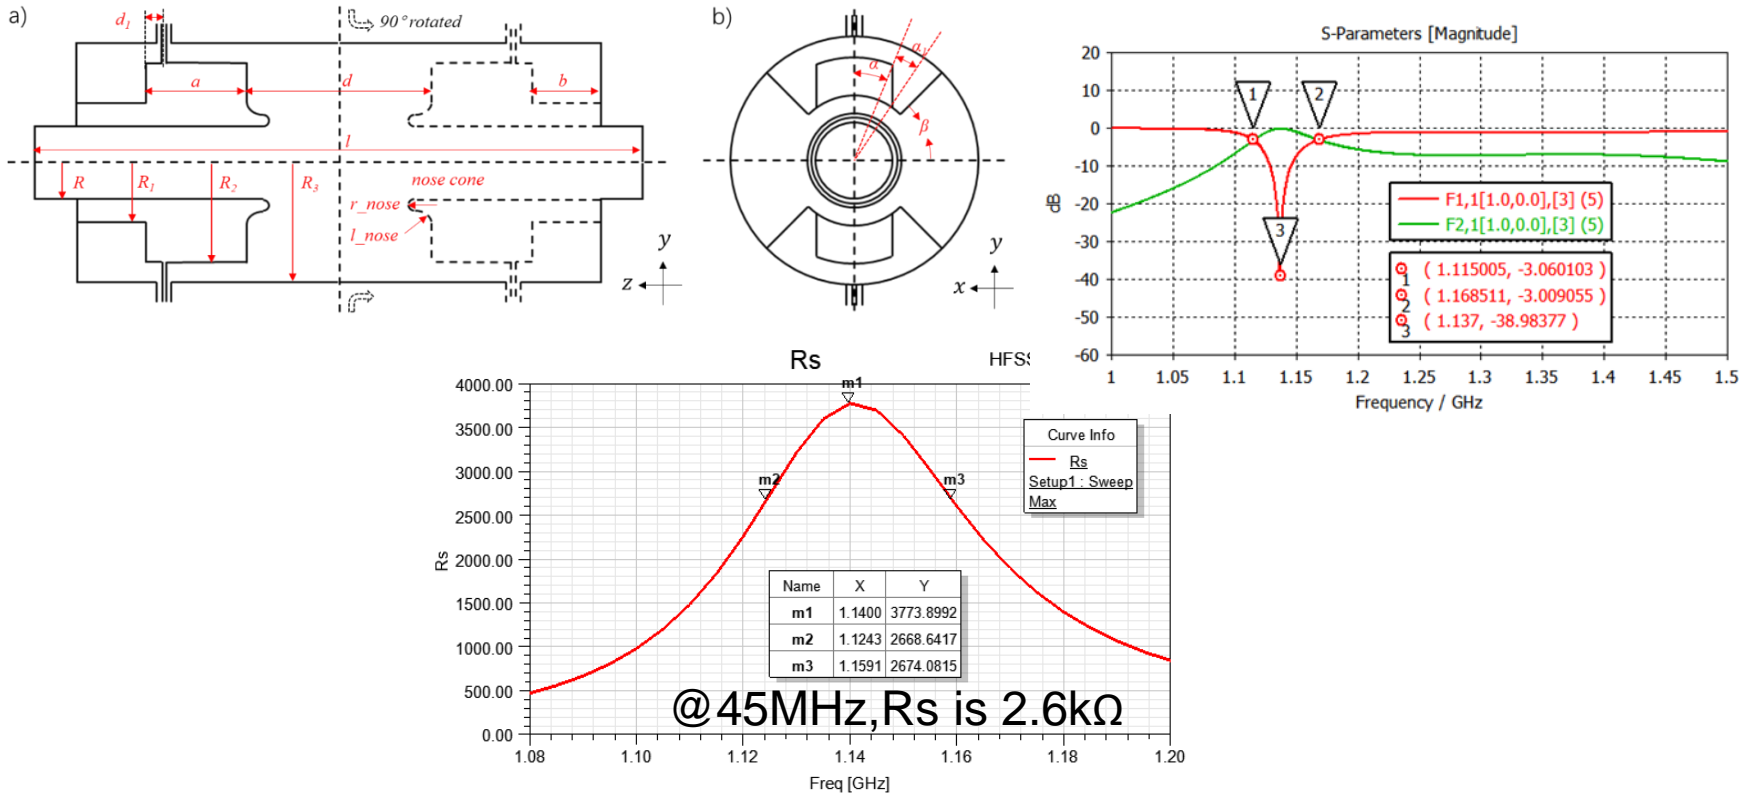 a)
d1
90°rotated
a
d
b
l
R
R1
R2
R3
nose cone
r_nose
l_nose
y
z
b)
α
α1
β
y
x
S-Parameters [Magnitude]
20
10
0
-10
-20
-30
-40
-50
-60
dB
1
2
3
F1,1[1.0,0.0],[3] (5)
F2,1[1.0,0.0],[3] (5)
1 ( 1.115005, -3.060103 )
2 ( 1.168511, -3.009055 )
3 ( 1.137, -38.98377 )
1 1.05 1.1 1.15 1.2 1.25 1.3 1.35 1.4 1.45 1.5
Frequency / GHz
Rs
HFSS
4000.00
3500.00
3000.00
2500.00
2000.00
1500.00
1000.00
500.00
0.00
Rs
m1
m2
m3
Curve Info
Rs
Setup1 : Sweep
Max
Name X Y
m1 1.1400 3773.8992
m2 1.1243 2668.6417
m3 1.1591 2674.0815
@45MHz,Rs is 2.6kΩ
1.08 1.10 1.12 1.14 1.16 1.18 1.20
Freq [GHz]